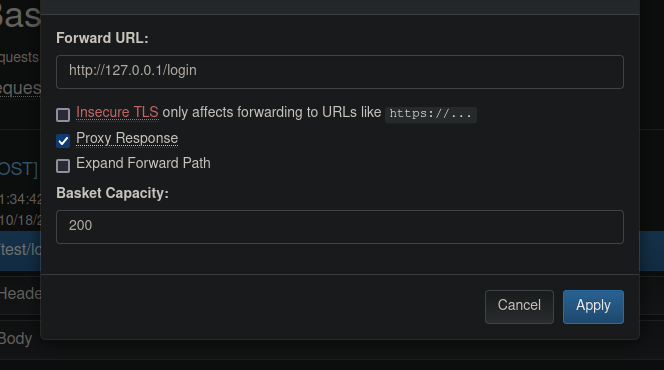 Bas
Forward URL:
quests
http://127.0.0.1/login
eques
Insecure TLS only affects forwarding to URLs like https://...
Proxy Response
OST]
Expand Forward Path
1:34:42
Basket Capacity:
10/18/2
200
/test/lo
Heade
Cancel
Apply
Body